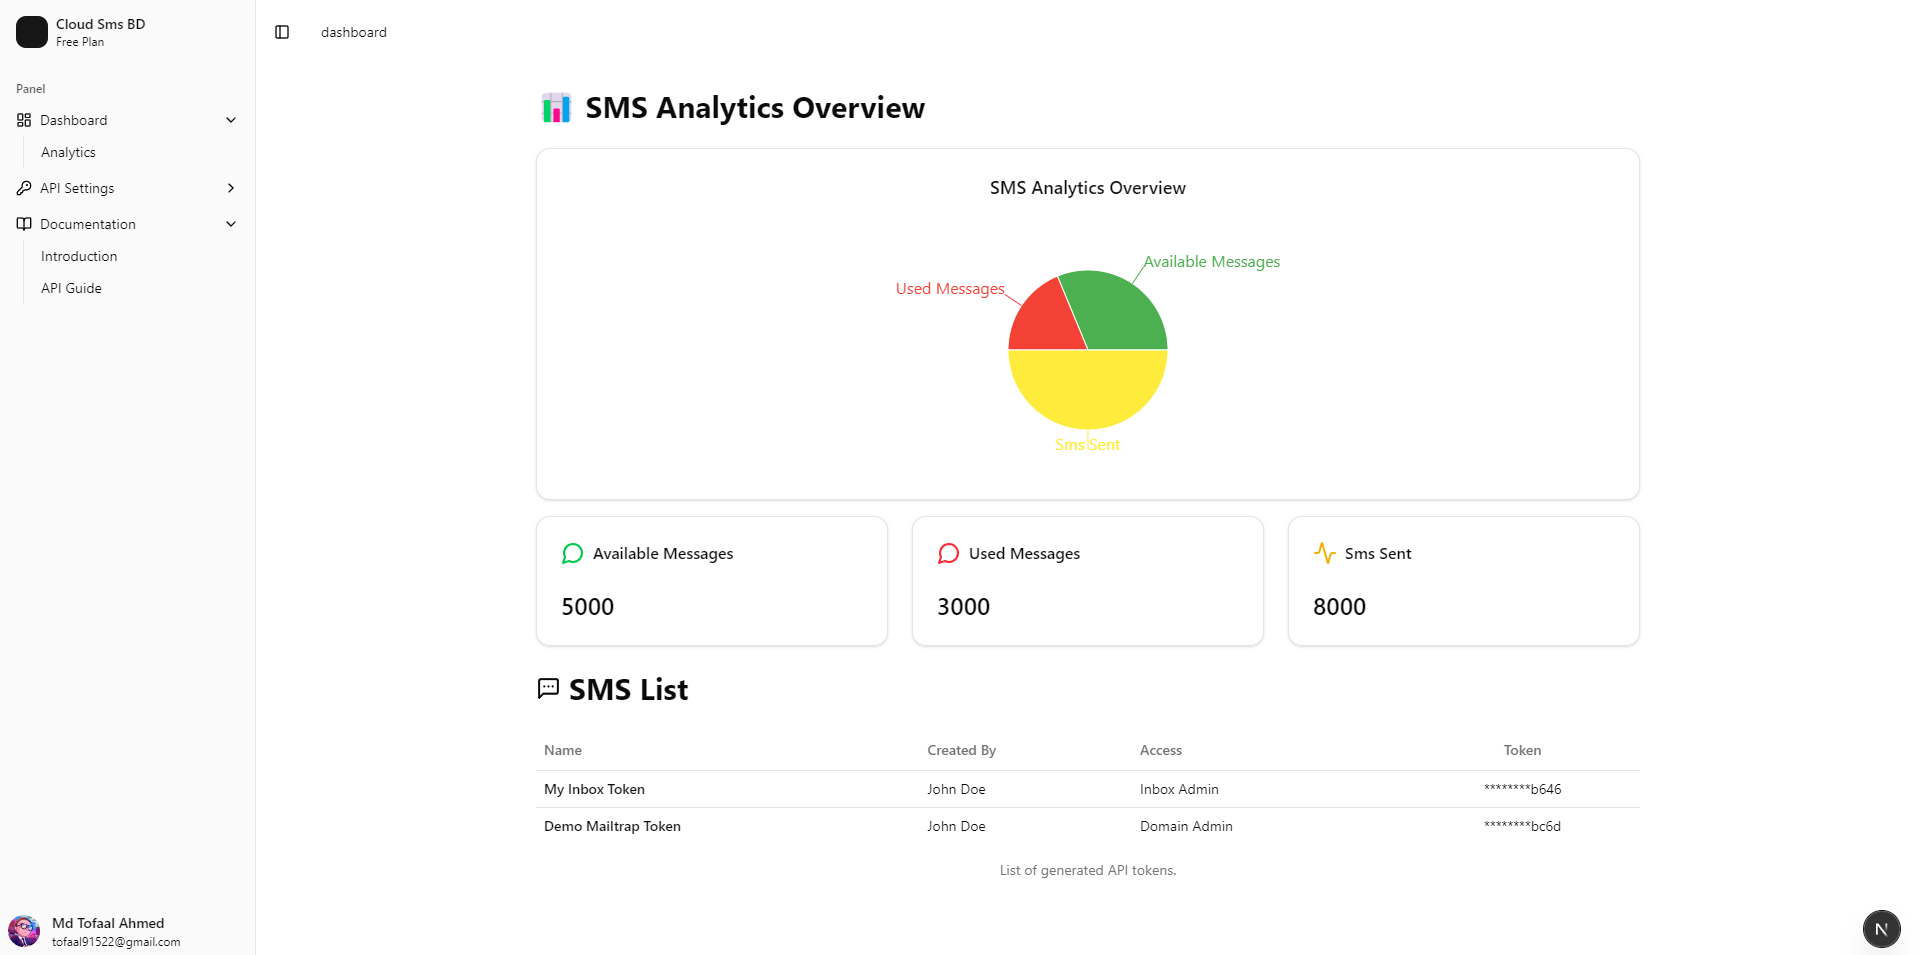 Cloud Sms BD
Free Plan
Panel
Dashboard
Analytics
API Settings
Documentation
Introduction
API Guide
Md Tofaal Ahmed
tofaal91522@gmail.com
dashboard
SMS Analytics Overview
SMS Analytics Overview
Available Messages
Used Messages
Sms Sent
Available Messages
5000
Used Messages
3000
Sms Sent
8000
SMS List
Name Created By Access Token
My Inbox Token John Doe Inbox Admin ********b646
Demo Mailtrap Token John Doe Domain Admin ********bc6d
List of generated API tokens.
N